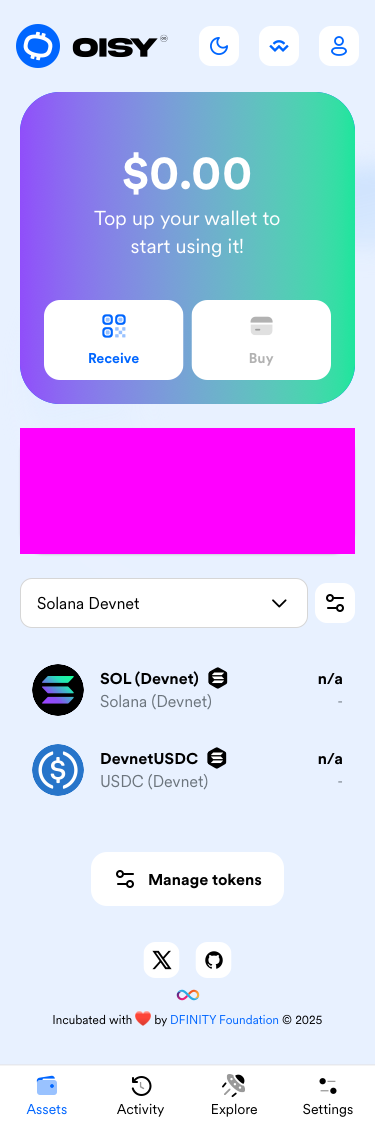 OISY
$0.00
Top up your wallet to
start using it!
Receive
Buy
Solana Devnet
SOL (Devnet)
n/a
Solana (Devnet)
-
DevnetUSDC
n/a
USDC (Devnet)
-
Manage tokens
Incubated with ❤️ by DFINITY Foundation © 2025
Assets
Activity
Explore
Settings